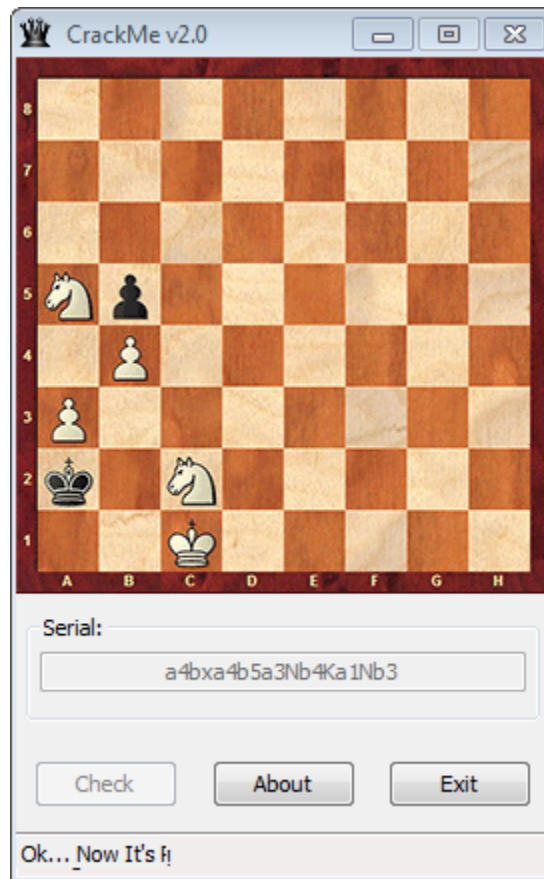 CrackMe v2.0
8
7
6
5
4
3
2
1
A B C D E F G H
Serial:
a4bxa4b5a3Nb4Ka1Nb3
Check About Exit
Ok... Now It's